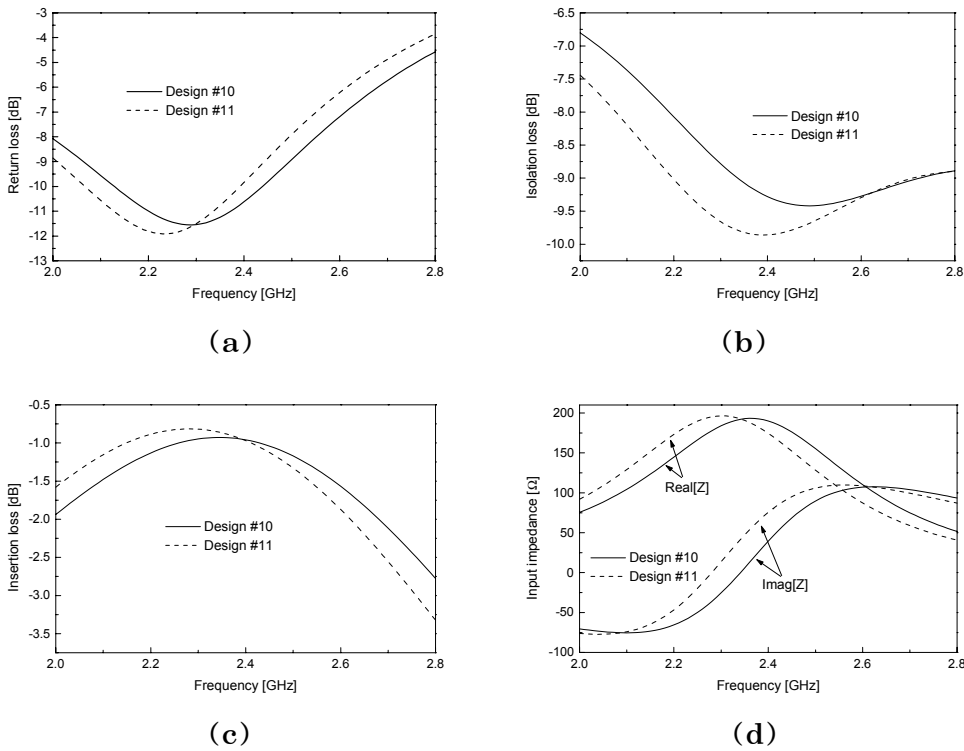 -3
-4
-5
-6
-7
-8
-9
-10
-11
-12
-13
Return loss [dB]
Design #10
Design #11
2.0 2.2 2.4 2.6 2.8
Frequency [GHz]
(a)
-6.5
-7.0
-7.5
-8.0
-8.5
-9.0
-9.5
-10.0
Isolation loss [dB]
Design #10
Design #11
2.0 2.2 2.4 2.6 2.8
Frequency [GHz]
(b)
-0.5
-1.0
-1.5
-2.0
-2.5
-3.0
-3.5
Insertion loss [dB]
Design #10
Design #11
2.0 2.2 2.4 2.6 2.8
Frequency [GHz]
(c)
200
150
100
50
0
-50
-100
Input impedance [Ω]
Real[Z]
Design #10
Design #11
Imag[Z]
2.0 2.2 2.4 2.6 2.8
Frequency [GHz]
(d)